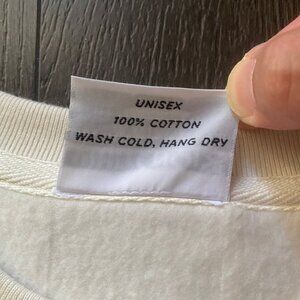 UNISEX
100% COTTON
WASH COLD, HANG DRY